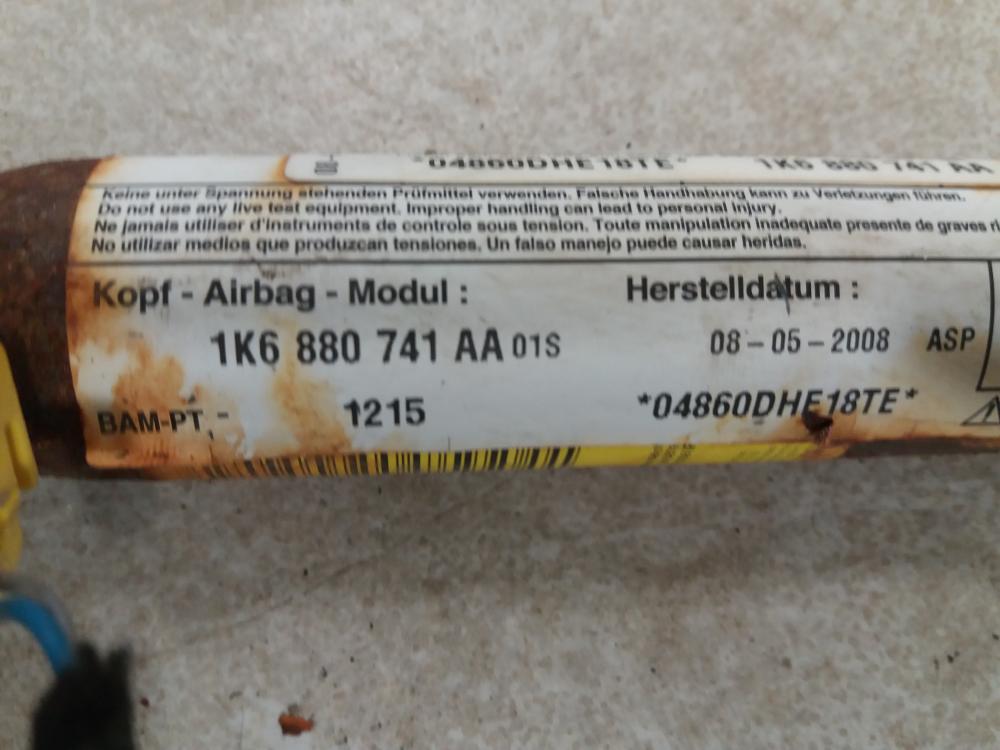 *04860DHE18TE* 1K6 880 741 AA
Keine unter Spannung stehenden Prüfmittel verwenden. Falsche Handhabung kann zu Verletzungen führen.
Do not use any live test equipment. Improper handling can lead to personal injury.
Ne jamais utiliser d'instruments de controle sous tension. Toute manipulation inadequate presente de graves
No utilizar medios que produzcan tensiones. Un falso manejo puede causar heridas.
Kopf - Airbag - Modul : Herstelldatum :
1K6 880 741 AA 01S 08-05-2008 ASP
BAM-PT.- 1215 *04860DHE18TE*